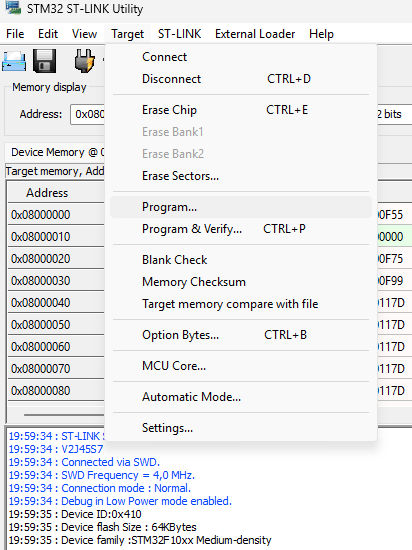 STM32 ST-LINK Utility
File Edit View Target ST-LINK External Loader Help
Connect
Disconnect CTRL+D
Erase Chip CTRL+E
Erase Bank1
Erase Bank2
Erase Sectors...
Program...
Program & Verify... CTRL+P
Blank Check
Memory Checksum
Target memory compare with file
Option Bytes... CTRL+B
MCU Core...
Automatic Mode...
Settings...
Memory display
Address: 0x080 2 bits
Device Memory @ 0
Target memory, Add
Address
0x08000000 00F55
0x08000010 00000
0x08000020 00F75
0x08000030 00F99
0x08000040 0117D
0x08000050 0117D
0x08000060 0117D
0x08000070 0117D
0x08000080 0117D
19:59:34 : ST-LINK
19:59:34 : V2J45S7
19:59:34 : Connected via SWD.
19:59:34 : SWD Frequency = 4,0 MHz.
19:59:34 : Connection mode : Normal.
19:59:34 : Debug in Low Power mode enabled.
19:59:35 : Device ID:0x410
19:59:35 : Device flash Size : 64KBytes
19:59:35 : Device family :STM32F10xx Medium-density